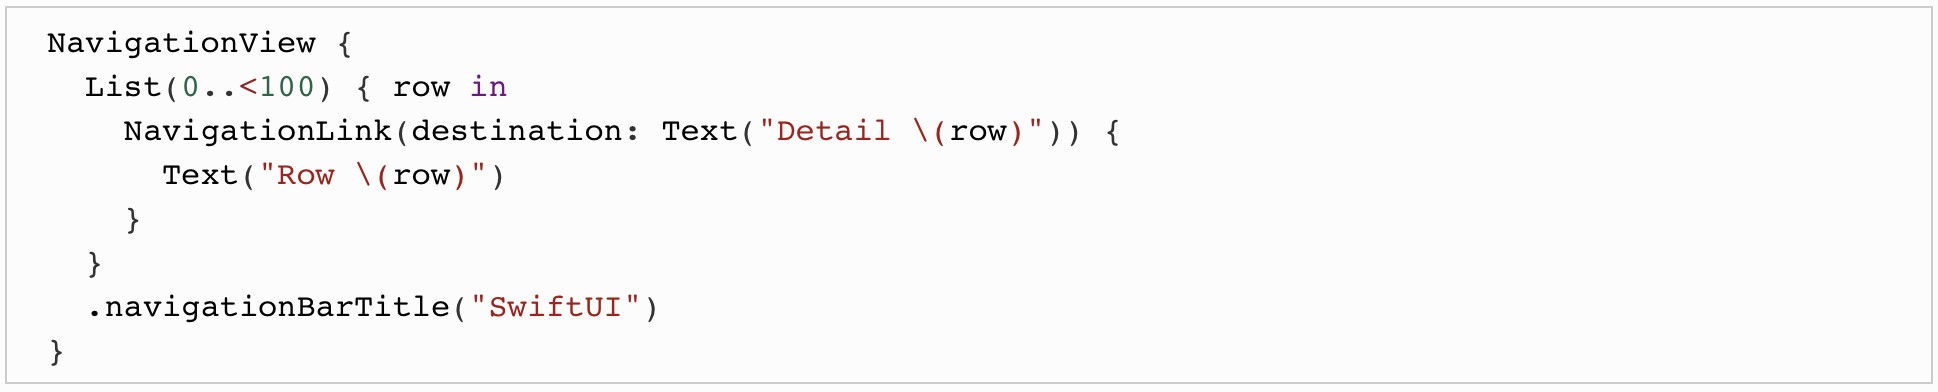 NavigationView {
  List(0..<100) { row in
    NavigationLink(destination: Text("Detail \(row)")) {
      Text("Row \(row)")
    }
  }
  .navigationBarTitle("SwiftUI")
}